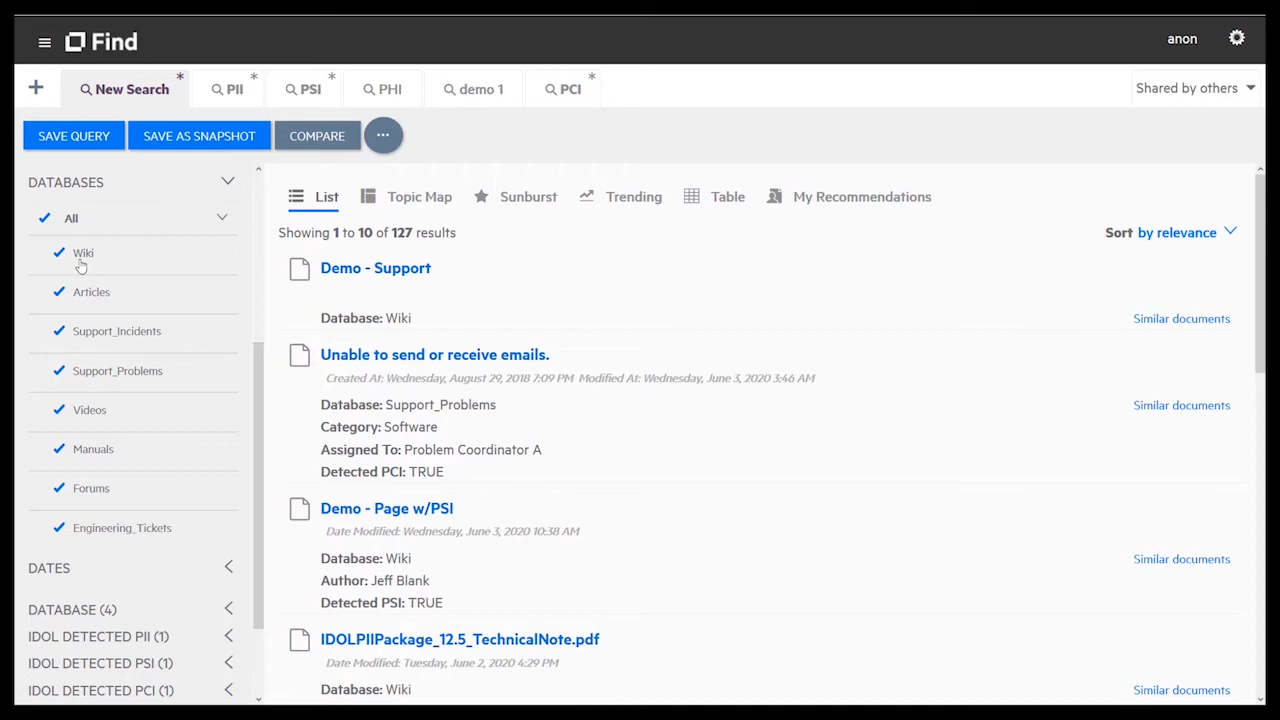 Find
anon
New Search *
PII *
PSI *
PHI
demo 1
PCI *
Shared by others
SAVE QUERY
SAVE AS SNAPSHOT
COMPARE
...
DATABASES
All
Wiki
Articles
Support_Incidents
Support_Problems
Videos
Manuals
Forums
Engineering_Tickets
DATES
DATABASE (4)
IDOL DETECTED PII (1)
IDOL DETECTED PSI (1)
IDOL DETECTED PCI (1)
List
Topic Map
Sunburst
Trending
Table
My Recommendations
Showing 1 to 10 of 127 results
Sort by relevance
Demo - Support
Database: Wiki
Similar documents
Unable to send or receive emails.
Created At: Wednesday, August 29, 2018 7:09 PM Modified At: Wednesday, June 3, 2020 3:46 AM
Database: Support_Problems
Similar documents
Category: Software
Assigned To: Problem Coordinator A
Detected PCI: TRUE
Demo - Page w/PSI
Date Modified: Wednesday, June 3, 2020 10:38 AM
Database: Wiki
Similar documents
Author: Jeff Blank
Detected PSI: TRUE
IDOLPIIPackage_12.5_TechnicalNote.pdf
Date Modified: Tuesday, June 2, 2020 4:29 PM
Database: Wiki
Similar documents